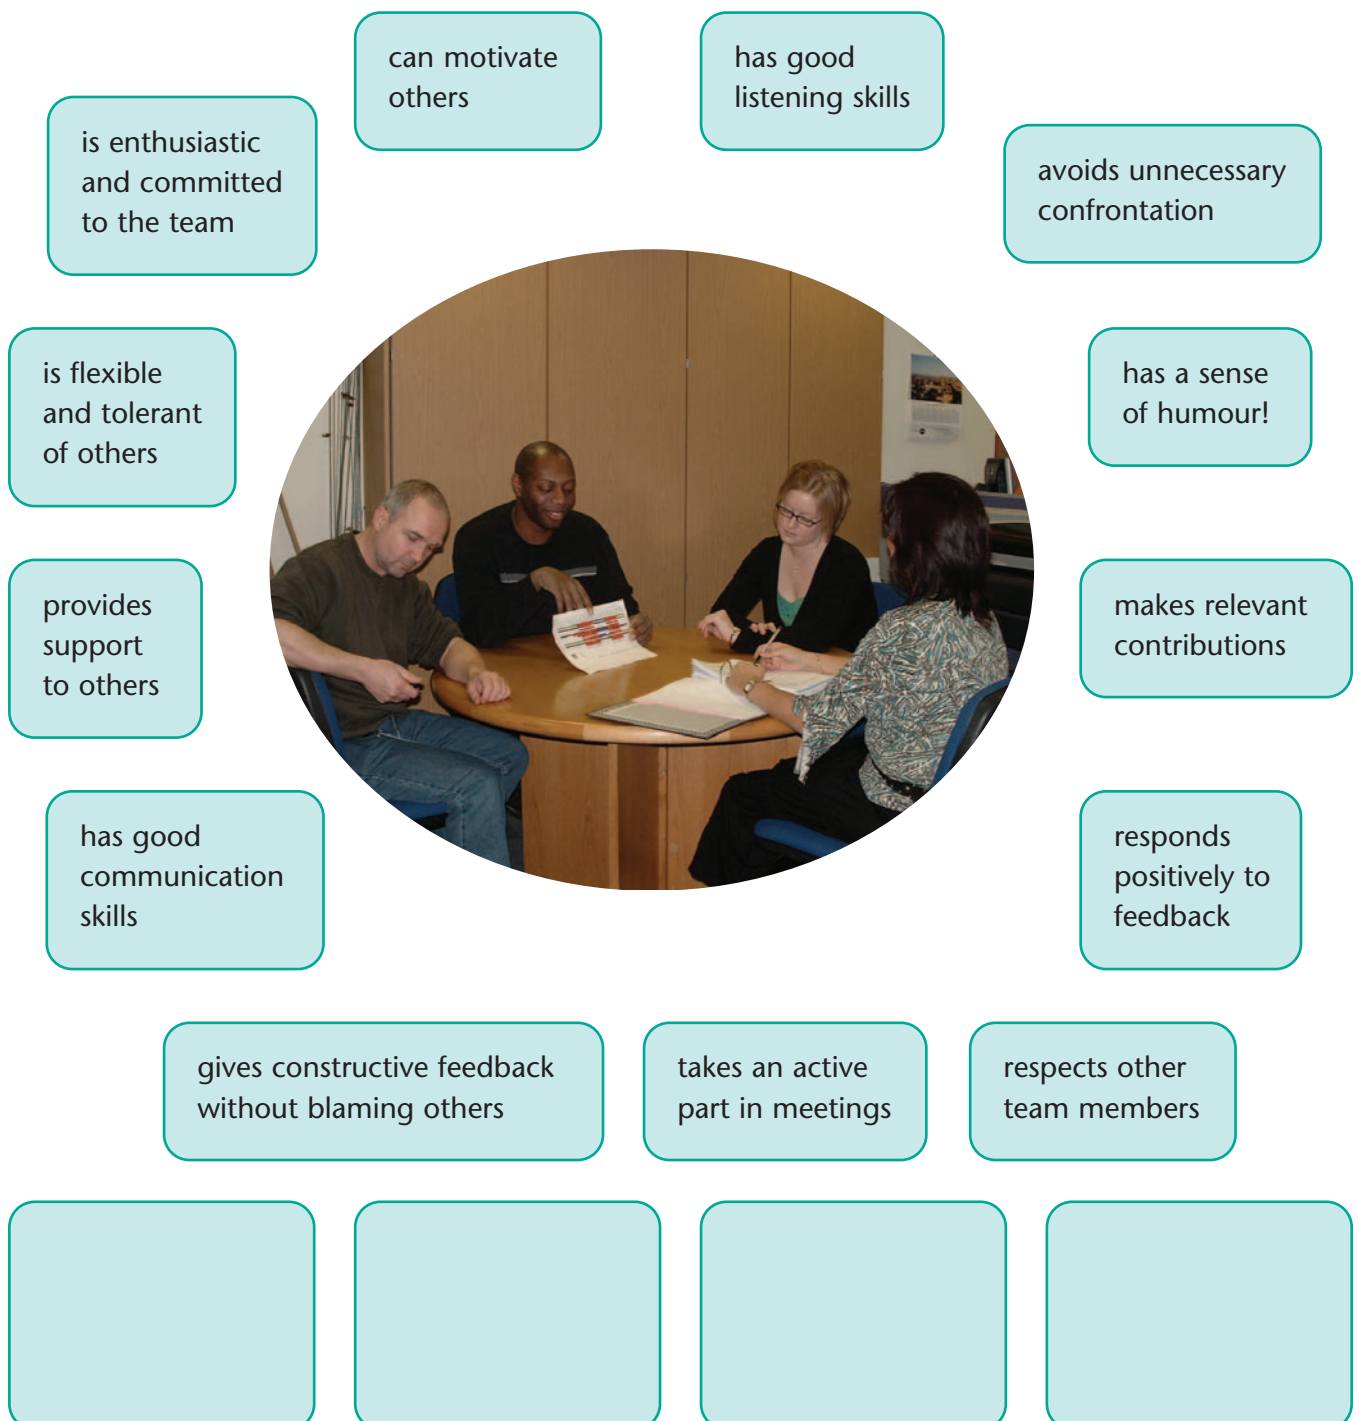 can motivate
others
has good
listening skills
is enthusiastic
and committed
to the team
avoids unnecessary
confrontation
is flexible
and tolerant
of others
has a sense
of humour!
provides
support
to others
makes relevant
contributions
has good
communication
skills
responds
positively to
feedback
gives constructive feedback
without blaming others
takes an active
part in meetings
respects other
team members